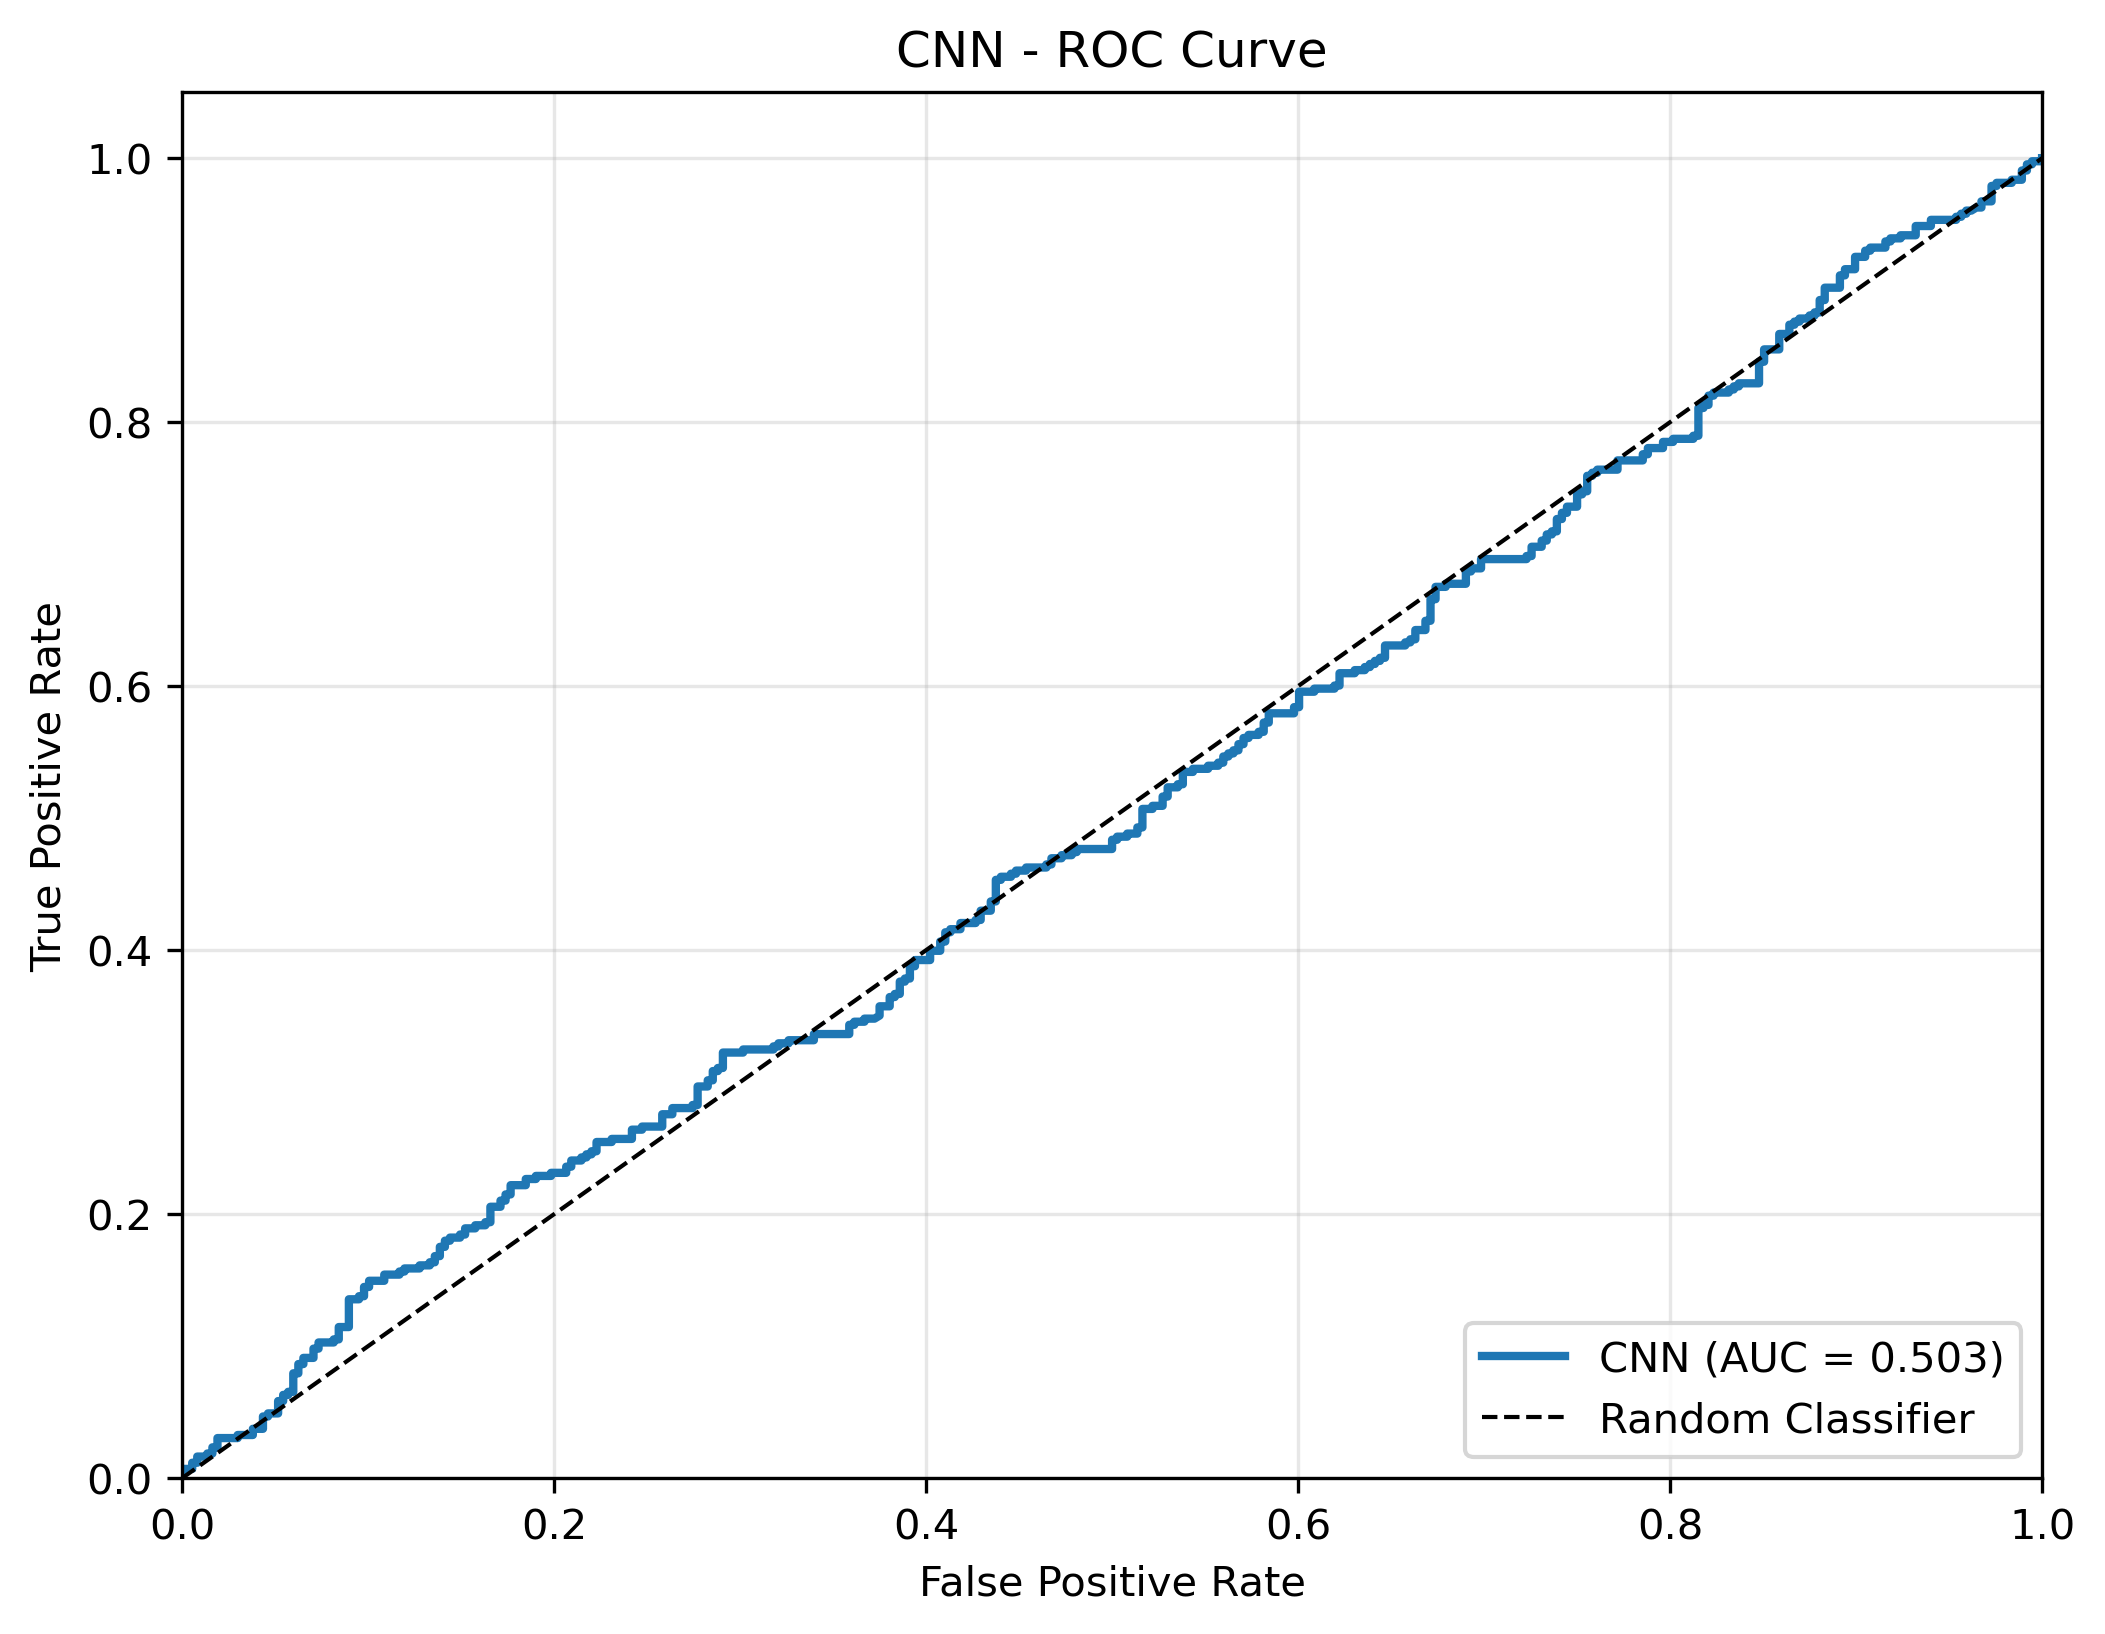 CNN - ROC Curve
True Positive Rate
1.0
0.8
0.6
0.4
0.2
0.0
0.0 0.2 0.4 0.6 0.8 1.0
False Positive Rate
CNN (AUC = 0.503)
Random Classifier